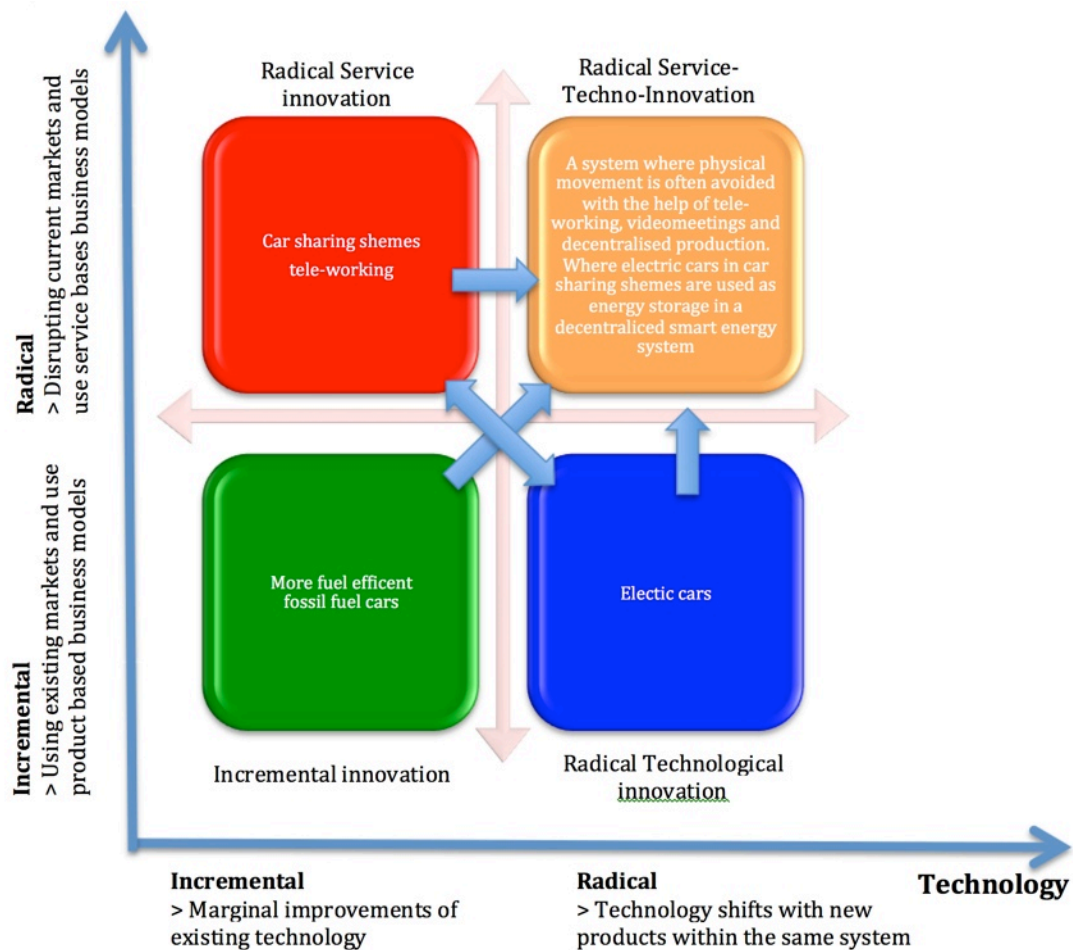 Radical
> Disrupting current markets and
use service bases business models
Incremental
> Using existing markets and use
product based business models
Radical Service
innovation
Radical Service-
Techno-Innovation
Car sharing shemes
tele-working
A system where physical
movement is often avoided
with the help of tele-
working, videomeetings and
decentralised production.
Where electric cars in car
sharing shemes are used as
energy storage in a
decentraliced smart energy
system
More fuel efficent
fossil fuel cars
Electic cars
Incremental innovation
Radical Technological
innovation
Incremental
> Marginal improvements of
existing technology
Radical
> Technology shifts with new
products within the same system
Technology